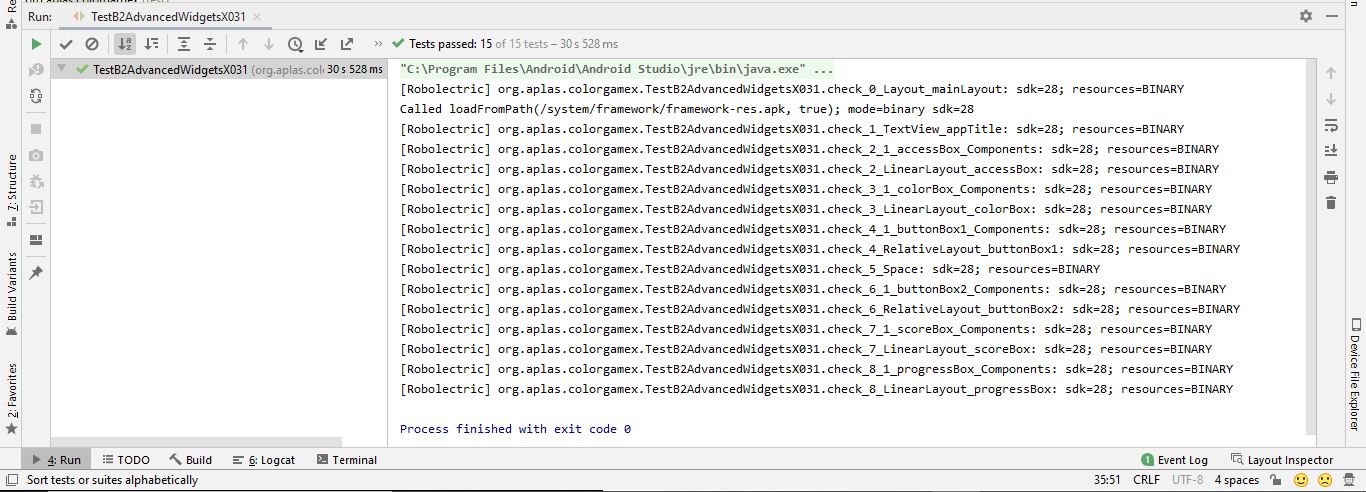 Run: TestB2AdvancedWidgetsX031
Tests passed: 15 of 15 tests – 30 s 528 ms
TestB2AdvancedWidgetsX031 (org.aplas.col 30 s 528 ms
"C:\Program Files\Android\Android Studio\jre\bin\java.exe" ...
[Robolectric] org.aplas.colorgamex.TestB2AdvancedWidgetsX031.check_0_Layout_mainLayout: sdk=28; resources=BINARY
Called loadFromPath(/system/framework/framework-res.apk, true); mode=binary sdk=28
[Robolectric] org.aplas.colorgamex.TestB2AdvancedWidgetsX031.check_1_TextView_appTitle: sdk=28; resources=BINARY
[Robolectric] org.aplas.colorgamex.TestB2AdvancedWidgetsX031.check_2_1_accessBox_Components: sdk=28; resources=BINARY
[Robolectric] org.aplas.colorgamex.TestB2AdvancedWidgetsX031.check_2_LinearLayout_accessBox: sdk=28; resources=BINARY
[Robolectric] org.aplas.colorgamex.TestB2AdvancedWidgetsX031.check_3_1_colorBox_Components: sdk=28; resources=BINARY
[Robolectric] org.aplas.colorgamex.TestB2AdvancedWidgetsX031.check_3_LinearLayout_colorBox: sdk=28; resources=BINARY
[Robolectric] org.aplas.colorgamex.TestB2AdvancedWidgetsX031.check_4_1_buttonBox1_Components: sdk=28; resources=BINARY
[Robolectric] org.aplas.colorgamex.TestB2AdvancedWidgetsX031.check_4_RelativeLayout_buttonBox1: sdk=28; resources=BINARY
[Robolectric] org.aplas.colorgamex.TestB2AdvancedWidgetsX031.check_5_Space: sdk=28; resources=BINARY
[Robolectric] org.aplas.colorgamex.TestB2AdvancedWidgetsX031.check_6_1_buttonBox2_Components: sdk=28; resources=BINARY
[Robolectric] org.aplas.colorgamex.TestB2AdvancedWidgetsX031.check_6_RelativeLayout_buttonBox2: sdk=28; resources=BINARY
[Robolectric] org.aplas.colorgamex.TestB2AdvancedWidgetsX031.check_7_1_scoreBox_Components: sdk=28; resources=BINARY
[Robolectric] org.aplas.colorgamex.TestB2AdvancedWidgetsX031.check_7_LinearLayout_scoreBox: sdk=28; resources=BINARY
[Robolectric] org.aplas.colorgamex.TestB2AdvancedWidgetsX031.check_8_1_progressBox_Components: sdk=28; resources=BINARY
[Robolectric] org.aplas.colorgamex.TestB2AdvancedWidgetsX031.check_8_LinearLayout_progressBox: sdk=28; resources=BINARY
Process finished with exit code 0
7: Structure
Build Variants
2: Favorites
Device File Explorer
4: Run TODO Build 6: Logcat Terminal
1 Event Log Layout Inspector
Sort tests or suites alphabetically
35:51 CRLF UTF-8 4 spaces